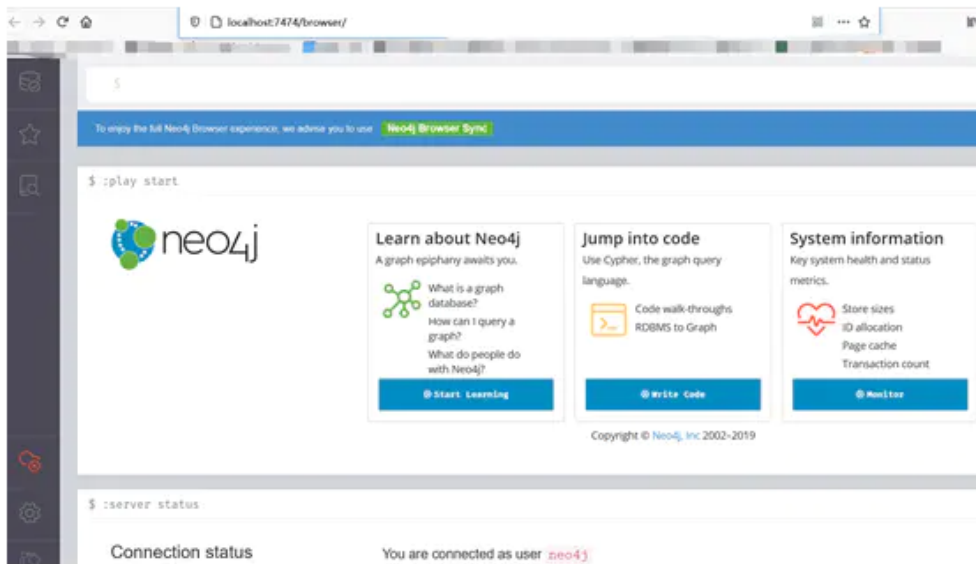 localhost:7474/browser/
$
To enjoy the full Neo4j Browser experience, we advise you to use Neo4j Browser Sync
$ :play start
neo4j
Learn about Neo4j
A graph epiphany awaits you.
What is a graph
database?
How can I query a
graph?
What do people do
with Neo4j?
Start Learning
Jump into code
Use Cypher, the graph query
language.
Code walk-throughs
RDBMS to Graph
Write Code
System information
Key system health and status
metrics.
Store sizes
ID allocation
Page cache
Transaction count
Monitor
Copyright © Neo4j, Inc 2002-2019
$ :server status
Connection status
You are connected as user neo4j